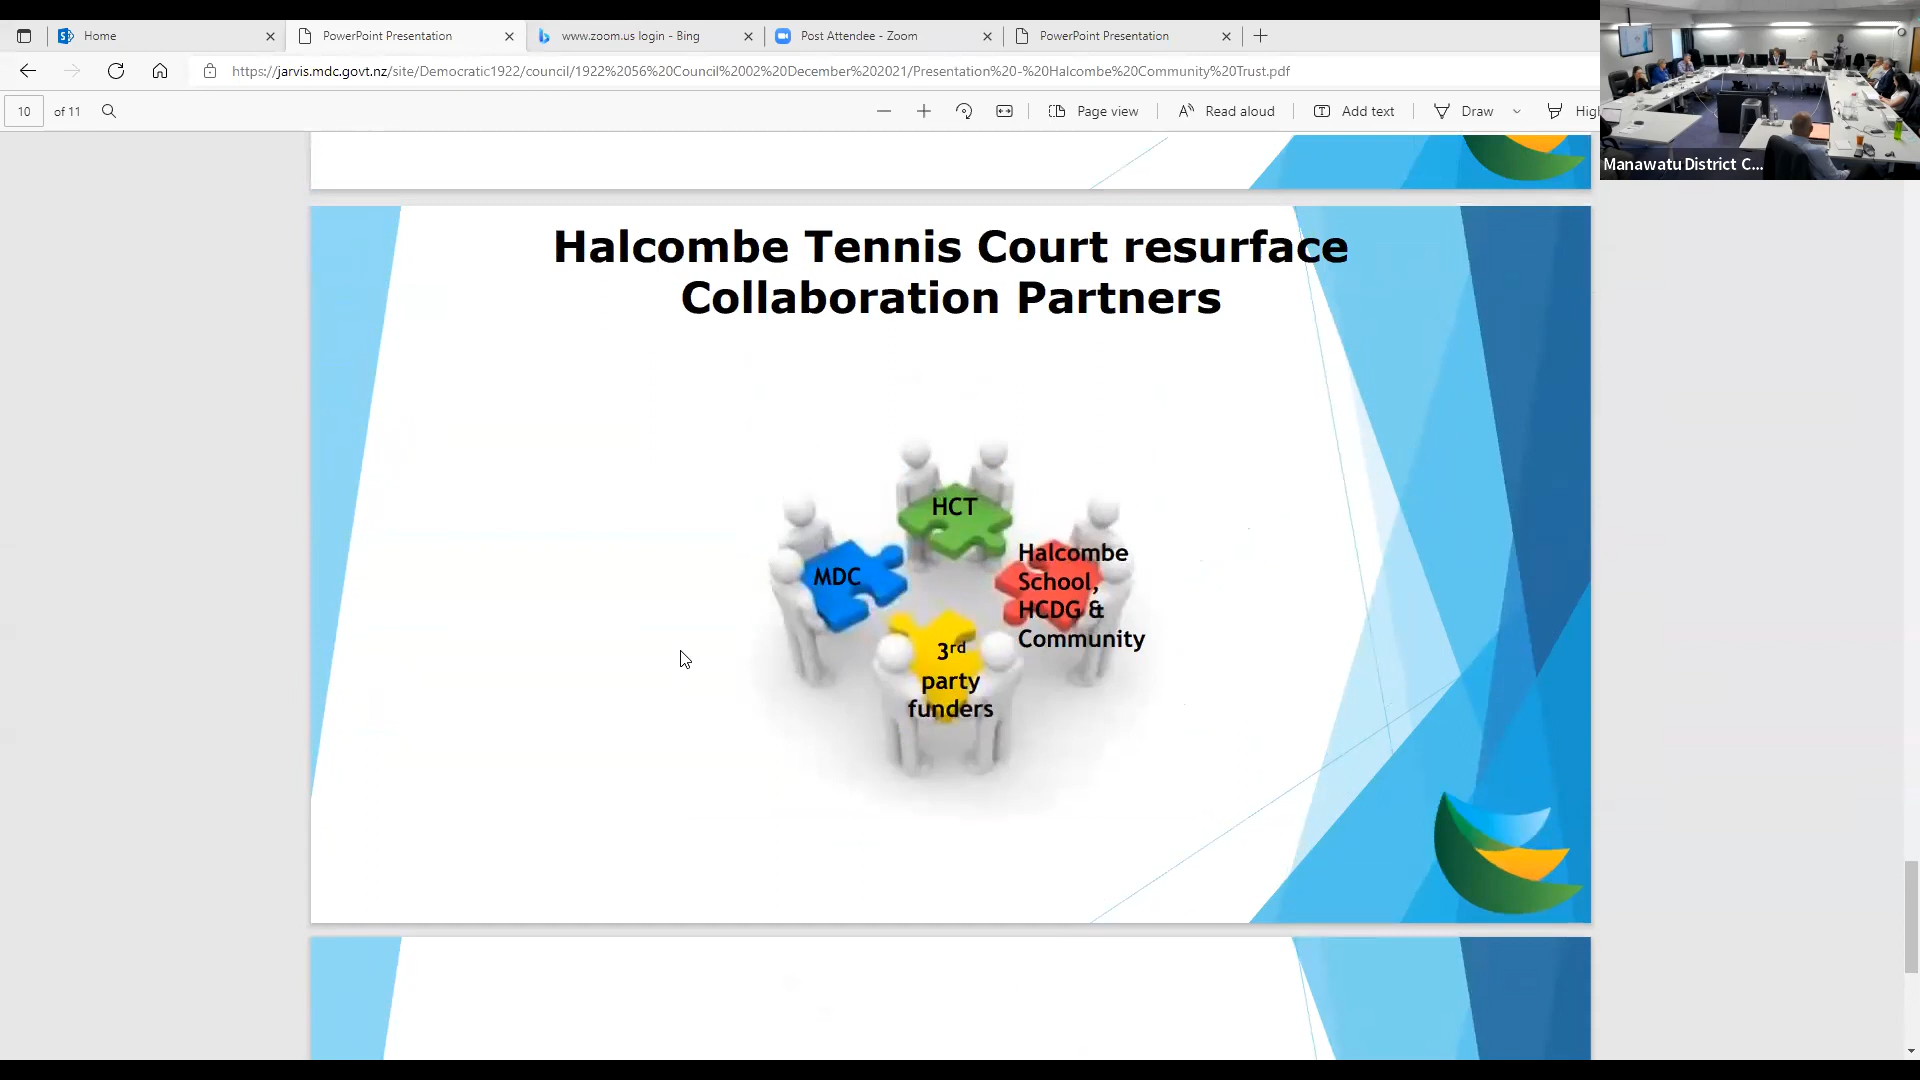 Home
PowerPoint Presentation
www.zoom.us login - Bing
Post Attendee - Zoom
PowerPoint Presentation
https://jarvis.mdc.govt.nz/site/Democratic1922/council/1922%2056%20Council%2002%20December%202021/Presentation%20-%20Halcombe%20Community%20Trust.pdf
10 of 11
Page view
Read aloud
Add text
Draw
Hig
Manawatu District C...
Halcombe Tennis Court resurface
Collaboration Partners
HCT
MDC
Halcombe
School,
HCDG &
Community
3rd
party
funders